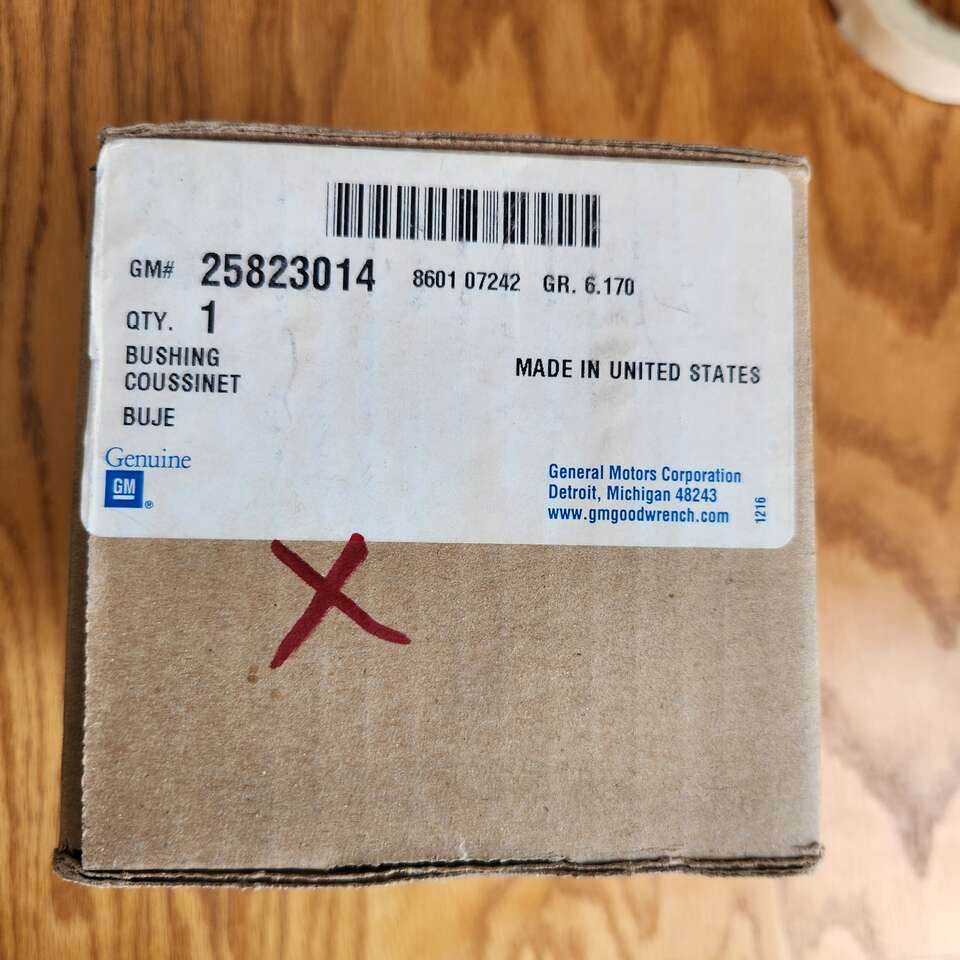 GM# 25823014 8601 07242 GR. 6.170
QTY. 1
BUSHING
COUSSINET
BUJE
MADE IN UNITED STATES
Genuine
GM ®
General Motors Corporation
Detroit, Michigan 48243
www.gmgoodwrench.com
1216
X